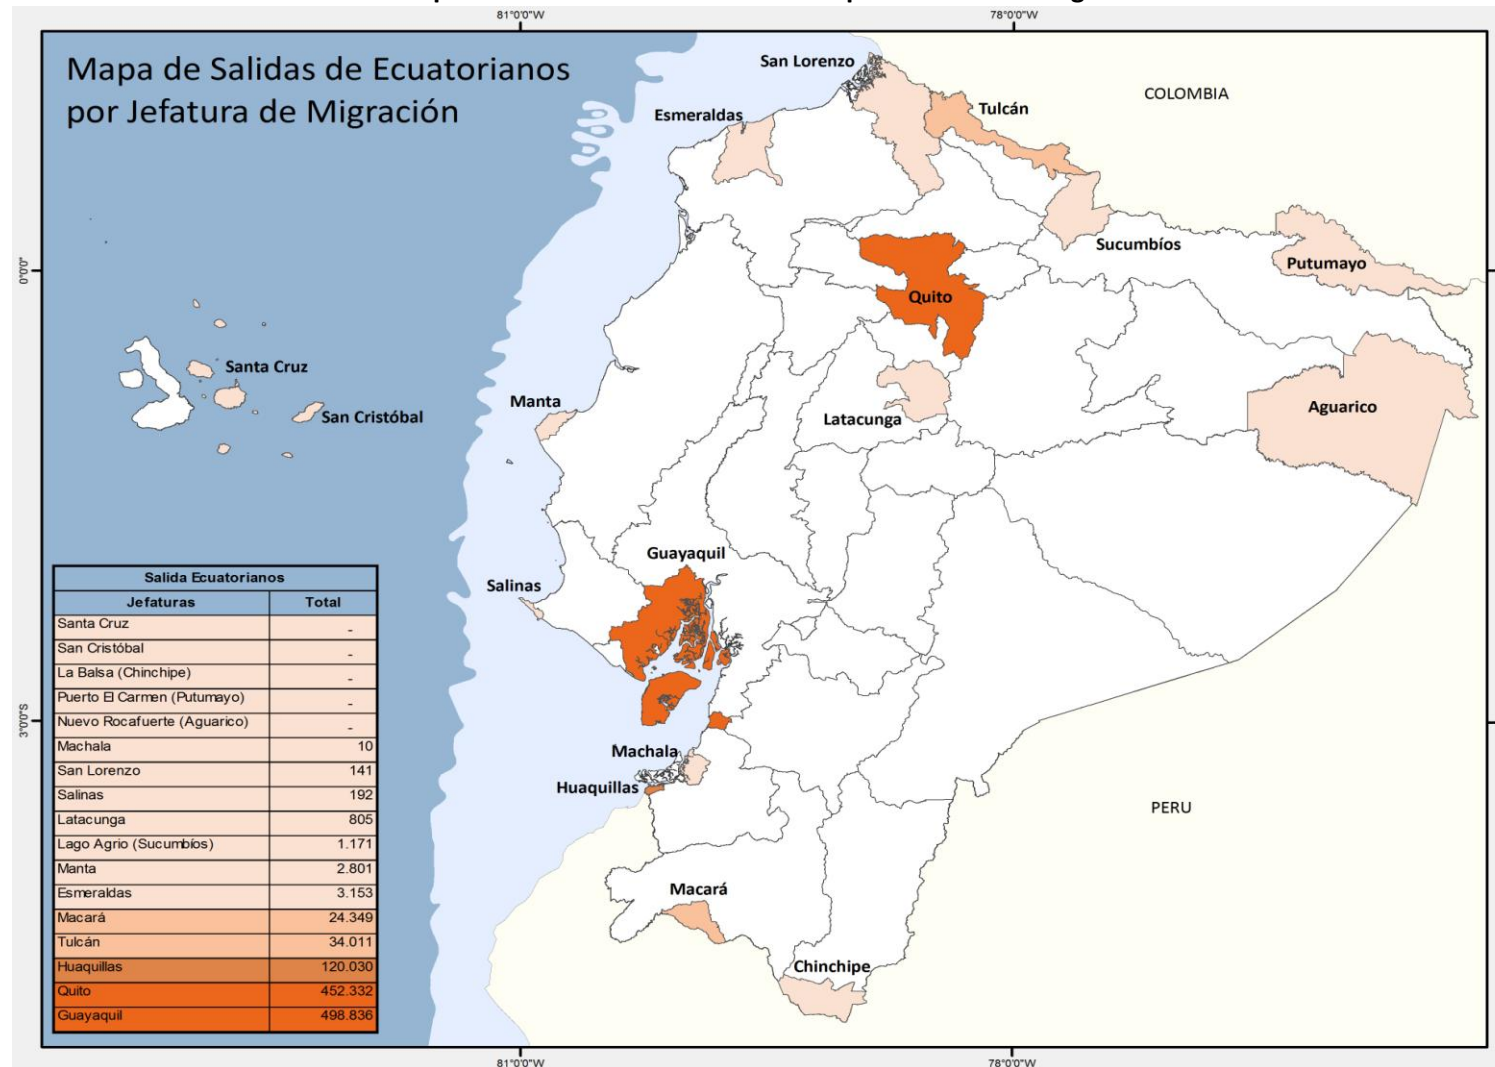 81°0'0"W 78°0'0"W
Mapa de Salidas de Ecuatorianos
por Jefatura de Migración
San Lorenzo
COLOMBIA
Esmeraldas
Tulcán
Sucumbíos
0°0'0"
Putumayo
Quito
Santa Cruz
San Cristóbal
Manta
Latacunga
Aguarico
Guayaquil
Salinas
Salida Ecuatorianos
Jefaturas Total
Santa Cruz -
San Cristóbal -
La Balsa (Chinchipe) -
Puerto El Carmen (Putumayo) -
Nuevo Rocafuerte (Aguarico) -
Machala 10
San Lorenzo 141
Salinas 192
Latacunga 805
Lago Agrio (Sucumbíos) 1.171
Manta 2.801
Esmeraldas 3.153
Macará 24.349
Tulcán 34.011
Huaquillas 120.030
Quito 452.332
Guayaquil 498.836
3°0'0"S
Machala
Huaquillas
PERU
Macará
Chinchipe
81°0'0"W 78°0'0"W